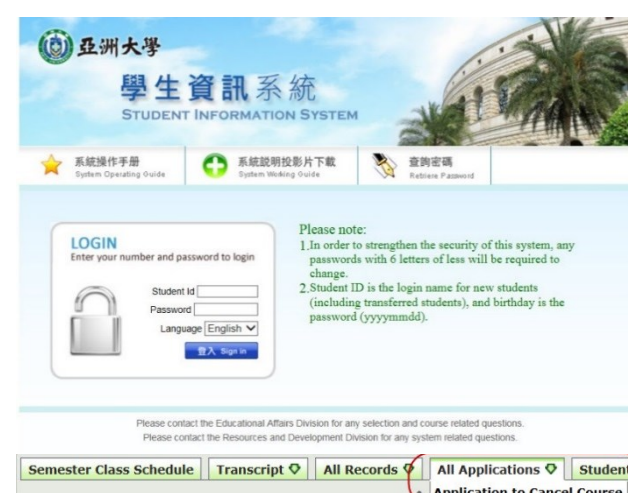 亞洲大學
學生資訊系統
STUDENT INFORMATION SYSTEM
系統操作手册
System Operating Guide
系統説明投影片下載
System Working Guide
查詢密碼
Retrieve Password
LOGIN
Enter your number and password to login
Student Id
Password
Language English
登入 Sign in
Please note:
1.In order to strengthen the security of this system, any
passwords with 6 letters of less will be required to
change.
2.Student ID is the login name for new students
(including transferred students), and birthday is the
password (yyyymmdd).
Please contact the Educational Affairs Division for any selection and course related questions.
Please contact the Resources and Development Division for any system related questions.
Semester Class Schedule Transcript All Records All Applications Student
Application to Cancel Course